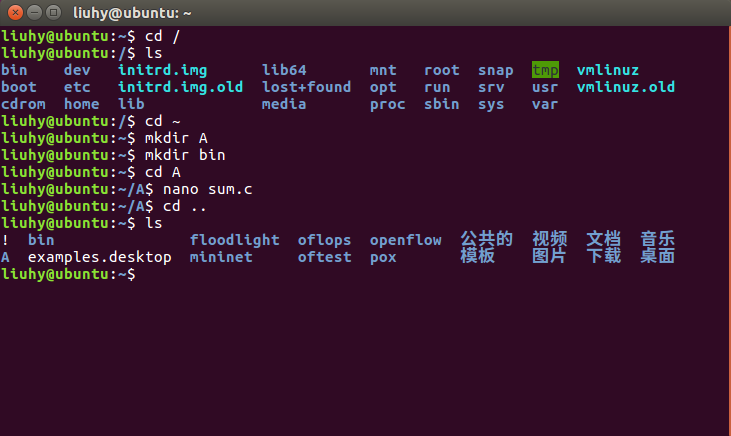 liuhy@ubuntu: ~
liuhy@ubuntu:~$ cd /
liuhy@ubuntu:/$ ls
bin    dev   initrd.img      lib64       mnt   root  snap  tmp  vmlinuz
boot   etc   initrd.img.old  lost+found  opt   run   srv   usr  vmlinuz.old
cdrom  home  lib             media       proc  sbin  sys   var
liuhy@ubuntu:/$ cd ~
liuhy@ubuntu:~$ mkdir A
liuhy@ubuntu:~$ mkdir bin
liuhy@ubuntu:~$ cd A
liuhy@ubuntu:~/A$ nano sum.c
liuhy@ubuntu:~/A$ cd ..
liuhy@ubuntu:~$ ls
!  bin               floodlight  oflops  openflow  公共的  视频  文档  音乐
A  examples.desktop  mininet     oftest  pox       模板    图片  下载  桌面
liuhy@ubuntu:~$